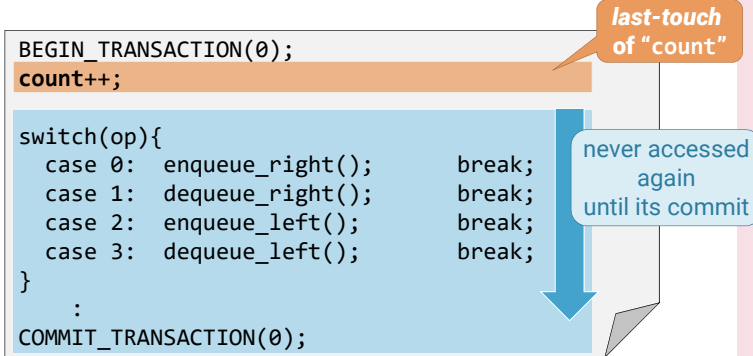 last-touch
of “count”
BEGIN_TRANSACTION(0);
count++;
switch(op){
case 0: enqueue_right(); break;
case 1: dequeue_right(); break;
case 2: enqueue_left(); break;
case 3: dequeue_left(); break;
}
:
COMMIT_TRANSACTION(0);
never accessed
again
until its commit